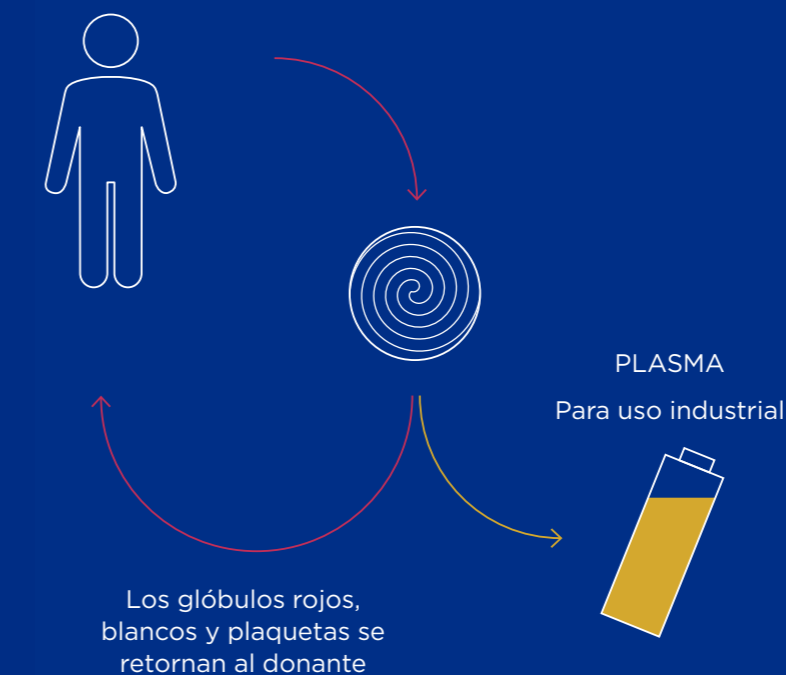 PLASMA
Para uso industrial
Los glóbulos rojos,
blancos y plaquetas se
retornan al donante